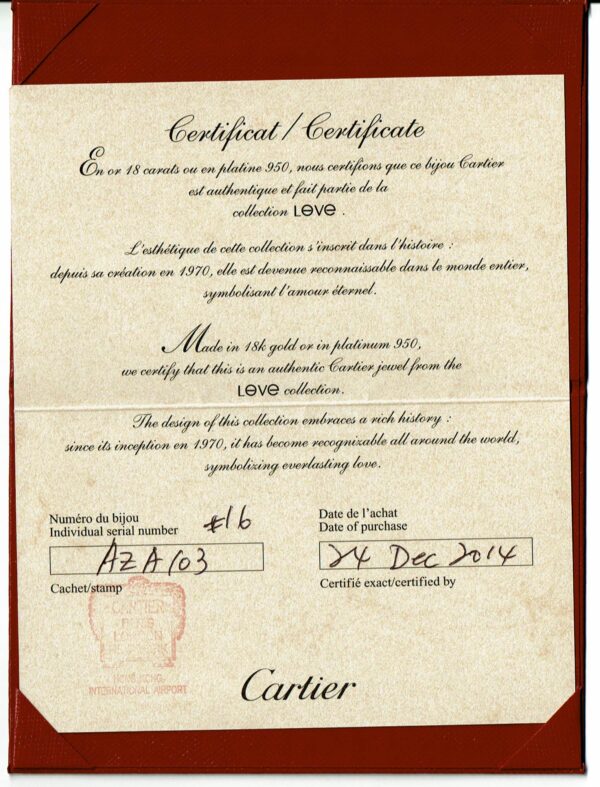 Certificat / Certificate
En or 18 carats ou en platine 950, nous certifions que ce bijou Cartier
est authentique et fait partie de la
collection LOVE .
L'esthétique de cette collection s'inscrit dans l'histoire :
depuis sa création en 1970, elle est devenue reconnaissable dans le monde entier,
symbolisant l'amour éternel.
Made in 18k gold or in platinum 950,
we certify that this is an authentic Cartier jewel from the
LOVE collection.
The design of this collection embraces a rich history :
since its inception en 1970, it has become recognizable all around the world,
symbolizing everlasting love.
Numéro du bijou
Individual serial number #16
AZA103
Cachet/stamp
Date de l'achat
Date of purchase
24 Dec 2014
Certifié exact/certified by
CARTIER
PARIS
LONDON
NEW YORK
HONG KONG
INTERNATIONAL AIRPORT
Cartier